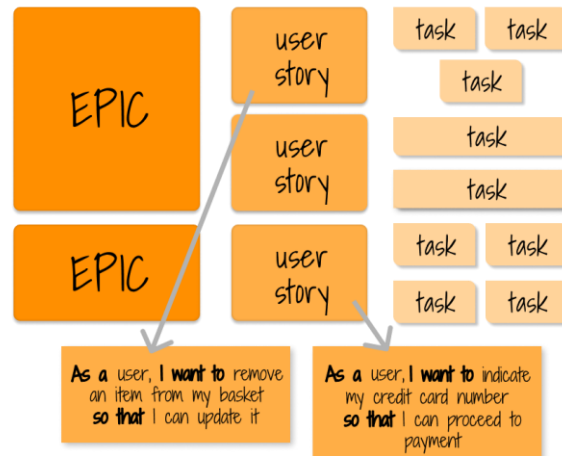 EPIC
user
story
task
task
task
user
story
task
task
EPIC
user
story
task
task
task
task
As a user, I want to remove
an item from my basket
so that I can update it
As a user, I want to indicate
my credit card number
so that I can proceed to
payment